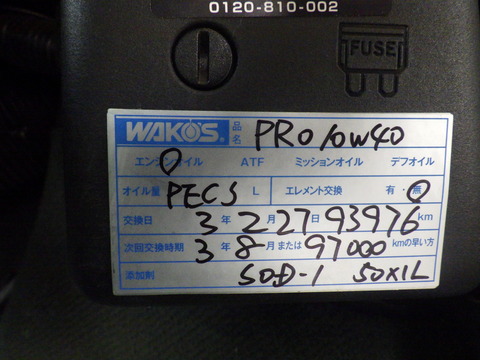 0120-810-002
FUSE
WAKO'S® 品名 PRO 10W40
エンジンオイル ATF ミッションオイル デフオイル
オイル量 PECS L エレメント交換 有・無
交換日 3年 2月 27日 93976 km
次回交換時期 3年 8月 または 97000 kmの早い方
添加剤 SOD-1 50X1L